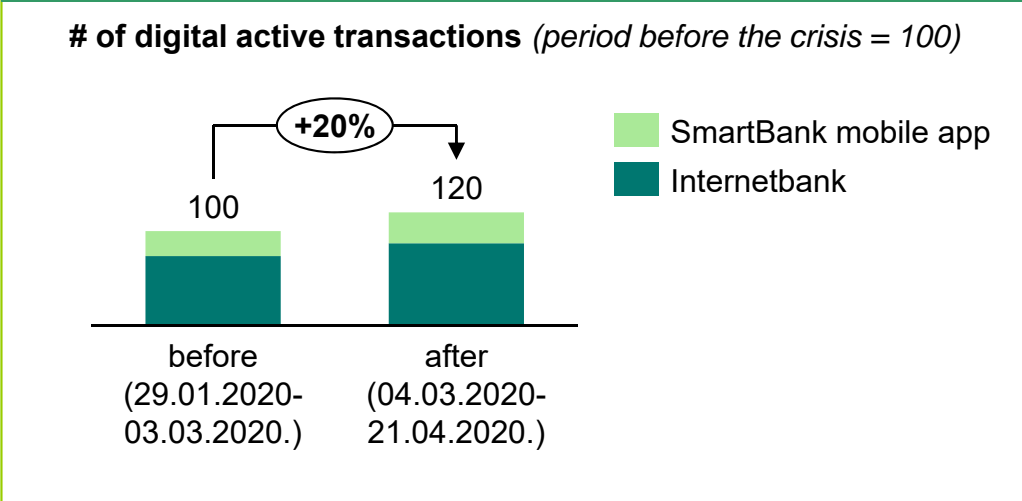 # of digital active transactions (period before the crisis = 100)
+20%
SmartBank mobile app
Internetbank
100
120
before
(29.01.2020-
03.03.2020.)
after
(04.03.2020-
21.04.2020.)